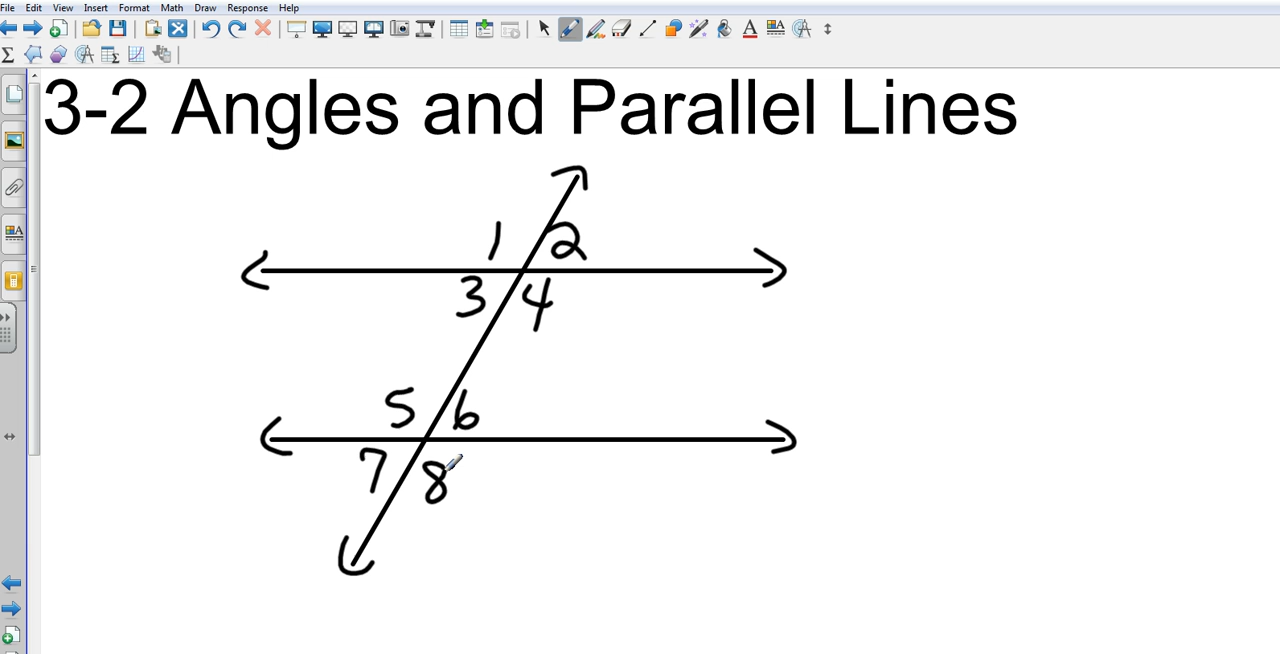 File Edit View Insert Format Math Draw Response Help
3-2 Angles and Parallel Lines
1 2
3 4
5 6
7 8